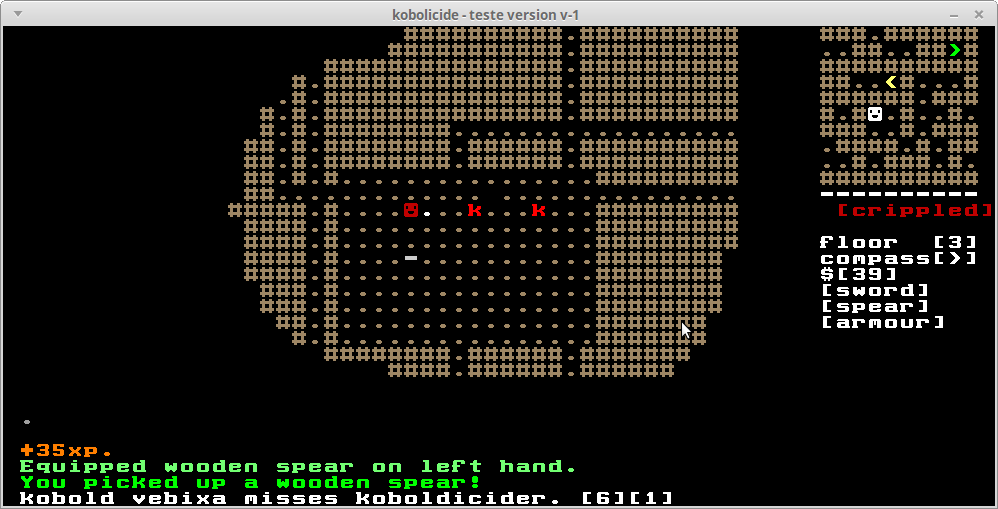 kobolicide - teste version v-1
[crippled]
floor [3]
compass[>]
$[39]
[sword]
[spear]
[armour]
+35xp.
Equipped wooden spear on left hand.
You picked up a wooden spear!
kobold vebixa misses koboldicider. [6][1]